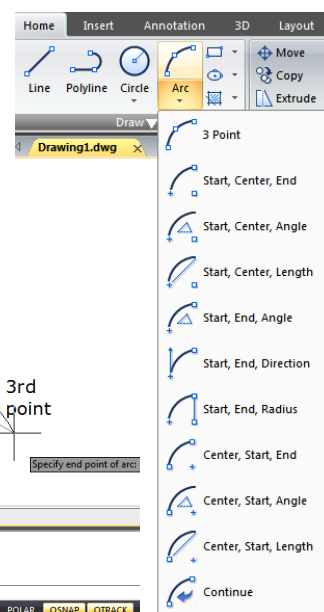 Home Insert Annotation 3D Layout
Line Polyline Circle Arc Move
Copy
Extrude
Draw
Drawing1.dwg
3 Point
Start, Center, End
Start, Center, Angle
Start, Center, Length
Start, End, Angle
Start, End, Direction
3rd
point
Start, End, Radius
Specify end point of arc:
Center, Start, End
Center, Start, Angle
Center, Start, Length
Continue
POLAR OSNAP OTRACK